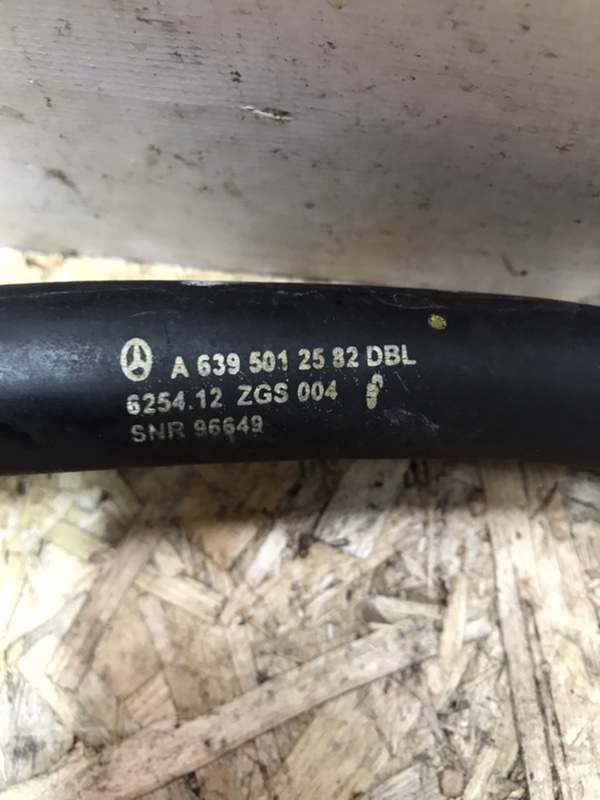 A 639 501 25 82 DBL
6254.12 ZGS 004
SNR 96649